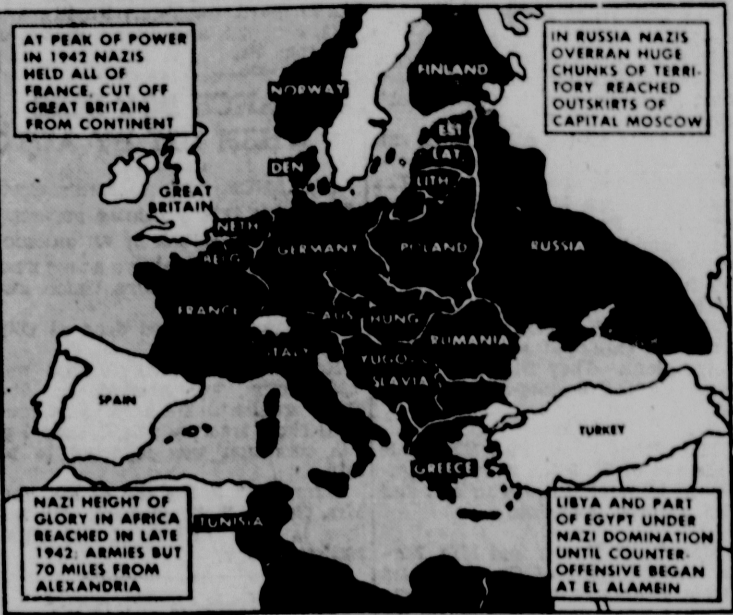 AT PEAK OF POWER
IN 1942 NAZIS
HELD ALL OF
FRANCE, CUT OFF
GREAT BRITAIN
FROM CONTINENT
IN RUSSIA NAZIS
OVERRAN HUGE
CHUNKS OF TERRI-
TORY REACHED
OUTSKIRTS OF
CAPITAL MOSCOW
FINLAND
NORWAY
EST
LAT.
DEN
LITH
GREAT
BRITAIN
NETH
BELG
GERMANY
POLAND
RUSSIA
FRANCE
AUS
HUNG
RUMANIA
ITALY
YUGO-
SLAVIA
SPAIN
TURKEY
GREECE
NAZI HEIGHT OF
GLORY IN AFRICA
REACHED IN LATE
1942; ARMIES BUT
70 MILES FROM
ALEXANDRIA
TUNISIA
LIBYA AND PART
OF EGYPT UNDER
NAZI DOMINATION
UNTIL COUNTER-
OFFENSIVE BEGAN
AT EL ALAMEIN